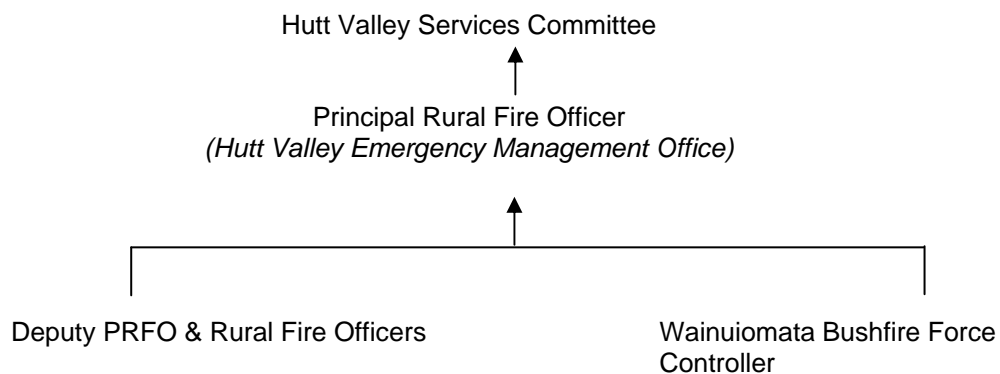 Hutt Valley Services Committee
Principal Rural Fire Officer
(Hutt Valley Emergency Management Office)
Deputy PRFO & Rural Fire Officers
Wainuiomata Bushfire Force
Controller